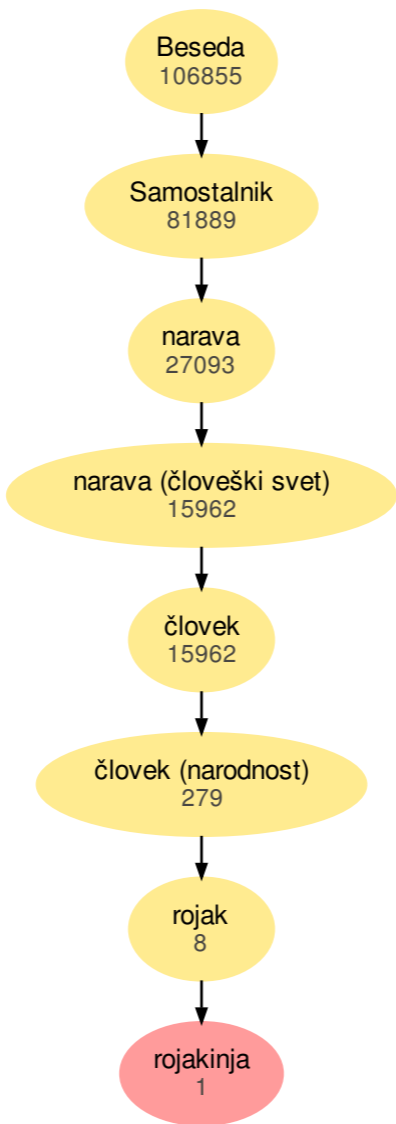 Beseda
106855
Samostalnik
81889
narava
27093
narava (človeški svet)
15962
človek
15962
človek (narodnost)
279
rojak
8
rojakinja
1